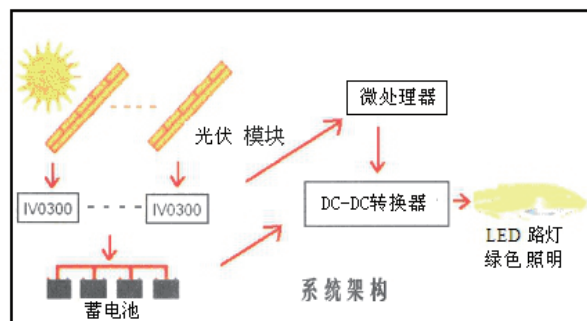 微处理器
光伏 模块
IV0300
IV0300
DC-DC转换器
LED 路灯
绿色 照明
蓄电池
系统架构